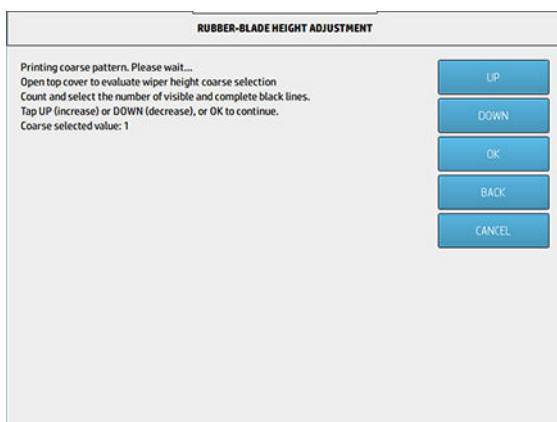 RUBBER-BLADE HEIGHT ADJUSTMENT
Printing coarse pattern. Please wait...
Open top cover to evaluate wiper height coarse selection
Count and select the number of visible and complete black lines.
Tap UP (increase) or DOWN (decrease), or OK to continue.
Coarse selected value: 1
UP
DOWN
OK
BACK
CANCEL